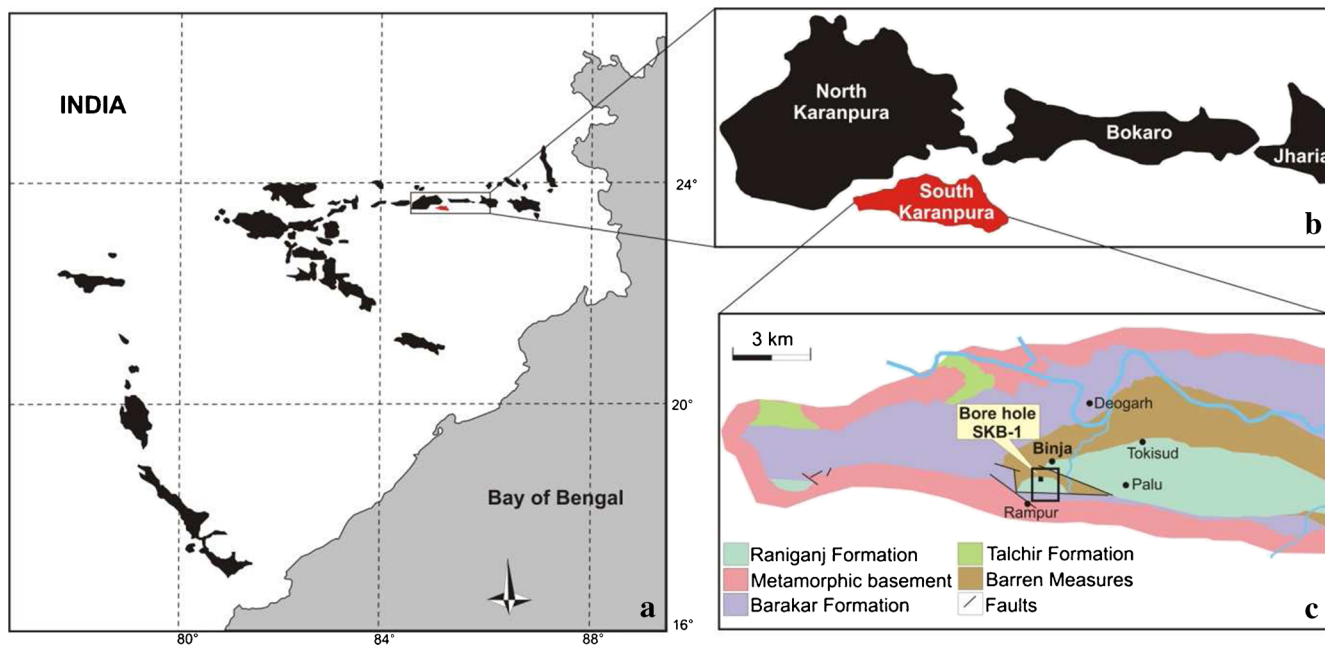 INDIA
24°
20°
16°
80°
84°
88°
Bay of Bengal
a
North
Karanpura
Bokaro
Jharia
South
Karanpura
b
3 km
Deogarh
Bore hole
SKB-1
Binja
Tokisud
Palu
Rampur
Raniganj Formation
Talchir Formation
Metamorphic basement
Barren Measures
Barakar Formation
Faults
c